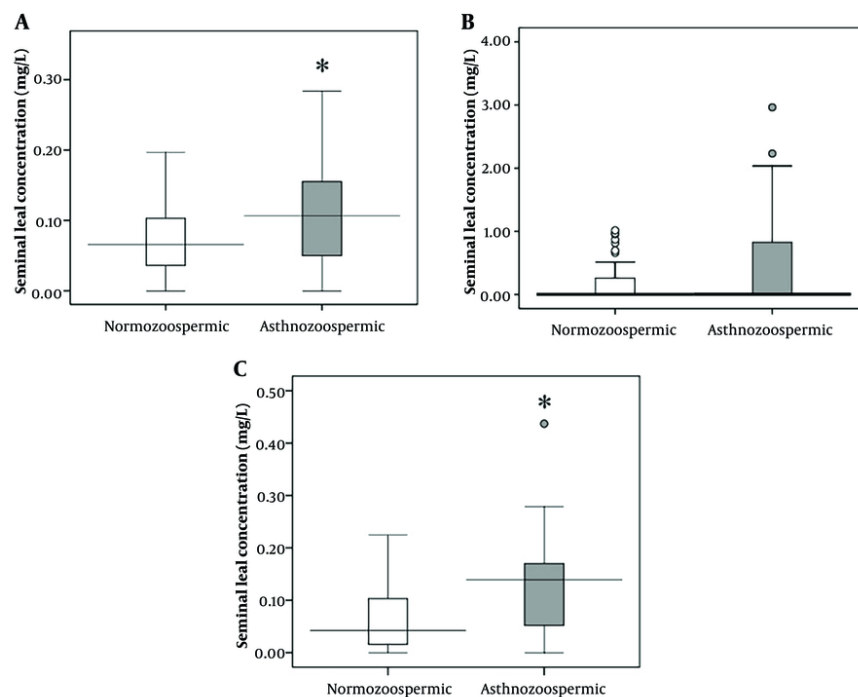 A
Seminal leal concentration (mg/L)
0.30
0.20
0.10
0.00
*
Normozoospermic
Asthnozoospermic
B
Seminal leal concentration (mg/L)
4.00
3.00
2.00
1.00
0.00
Normozoospermic
Asthnozoospermic
C
Seminal leal concentration (mg/L)
0.50
0.40
0.30
0.20
0.10
0.00
*
Normozoospermic
Asthnozoospermic